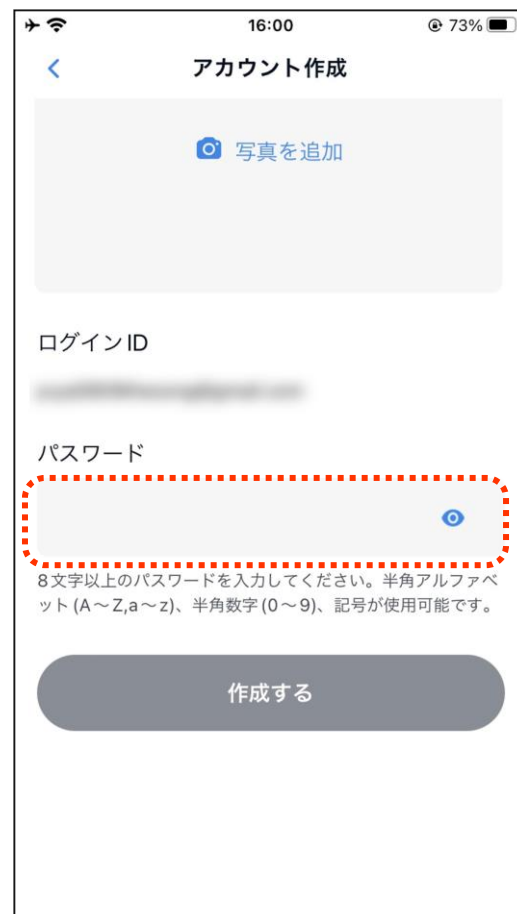 16:00
73%
アカウント作成
写真を追加
ログインID
パスワード
8文字以上のパスワードを入力してください。半角アルファベ
ット (A～Z,a～z)、半角数字 (0～9)、記号が使用可能です。
作成する